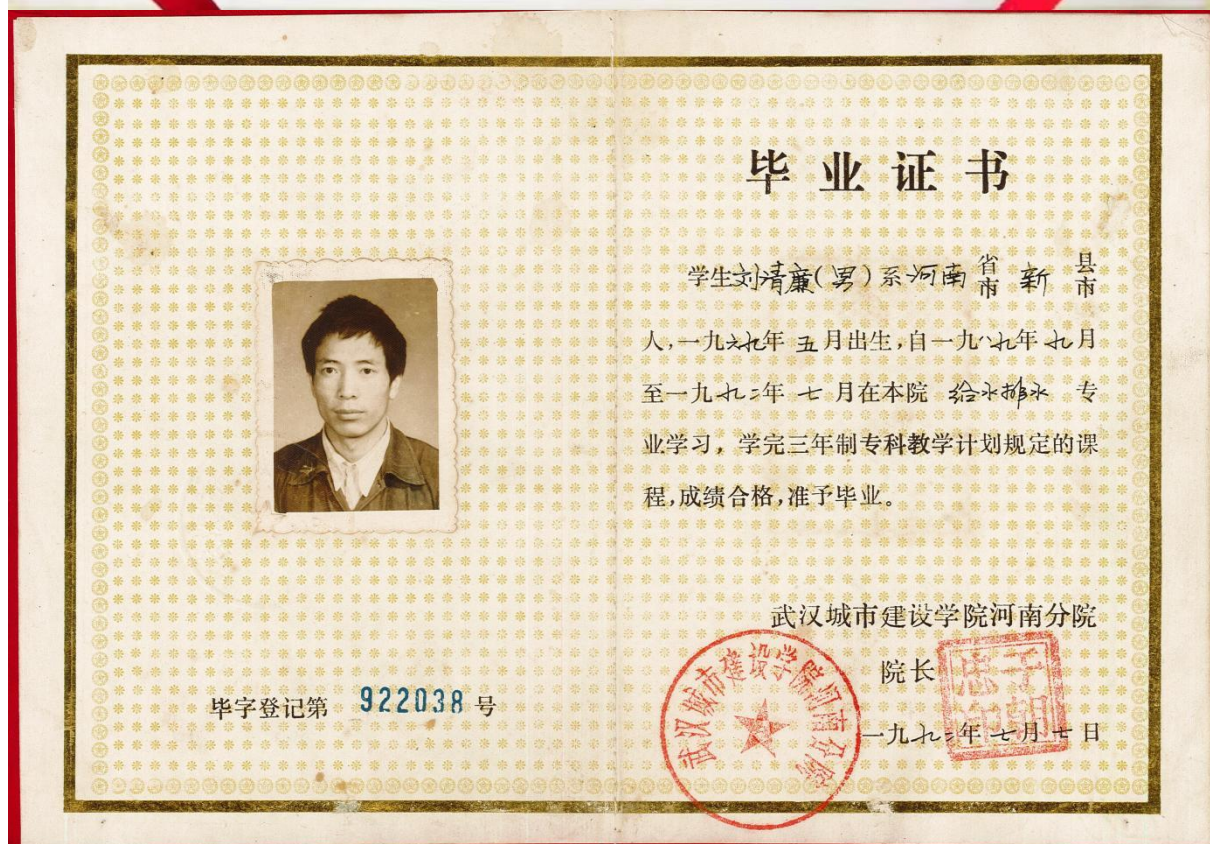 毕业证书
学生刘清廉(男)系河南省市新县市
人,一九六九年五月出生,自一九八九年九月
至一九九二年七月在本院给水排水专
业学习,学完三年制专科教学计划规定的课
程,成绩合格,准予毕业。
武汉城市建设学院河南分院
院长
一九九二年七月七日
武汉城市建设学院河南分院
毕字登记第 922038 号